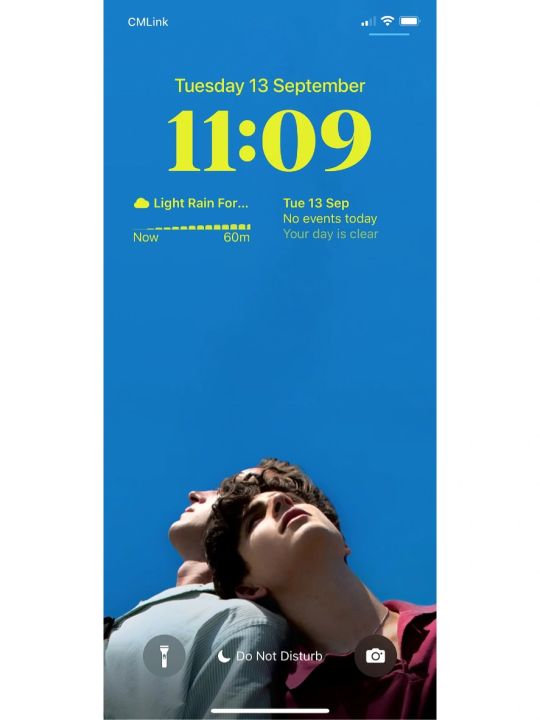 CMLink
Tuesday 13 September
11:09
Light Rain For...
Now 60m
Tue 13 Sep
No events today
Your day is clear
Do Not Disturb